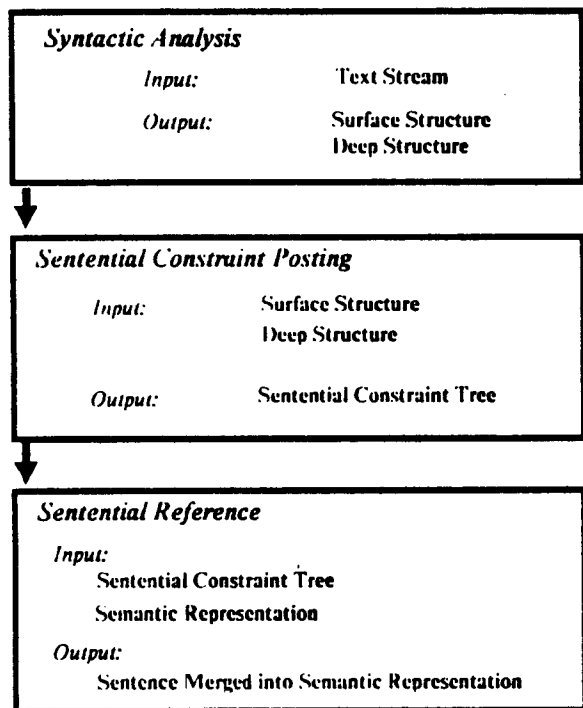 Syntactic Analysis
Input: Text Stream
Output: Surface Structure
Deep Structure
Sentential Constraint Posting
Input: Surface Structure
Deep Structure
Output: Sentential Constraint Tree
Sentential Reference
Input:
Sentential Constraint Tree
Semantic Representation
Output:
Sentence Merged into Semantic Representation